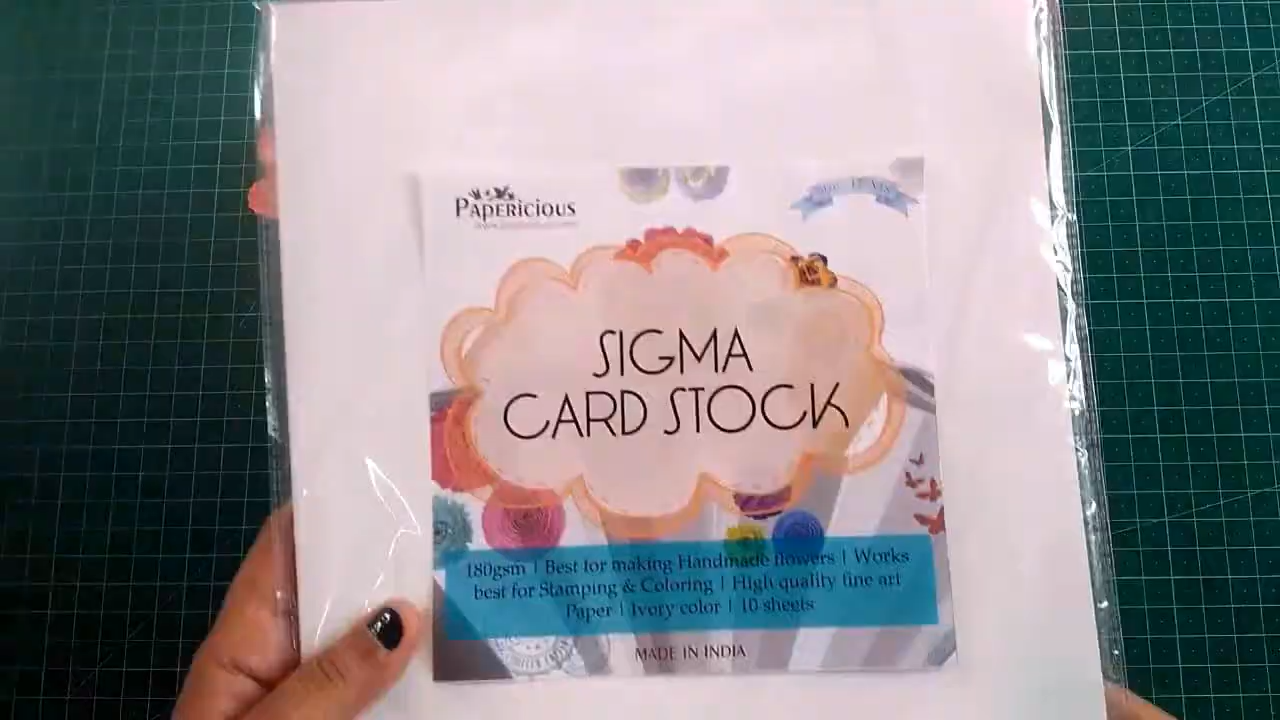 PAPERICIOUS
SIGMA
CARD STOCK
180gsm | Best for making Handmade flowers | Works
best for Stamping & Coloring | High quality fine art
Paper | Ivory color | 10 sheets
MADE IN INDIA